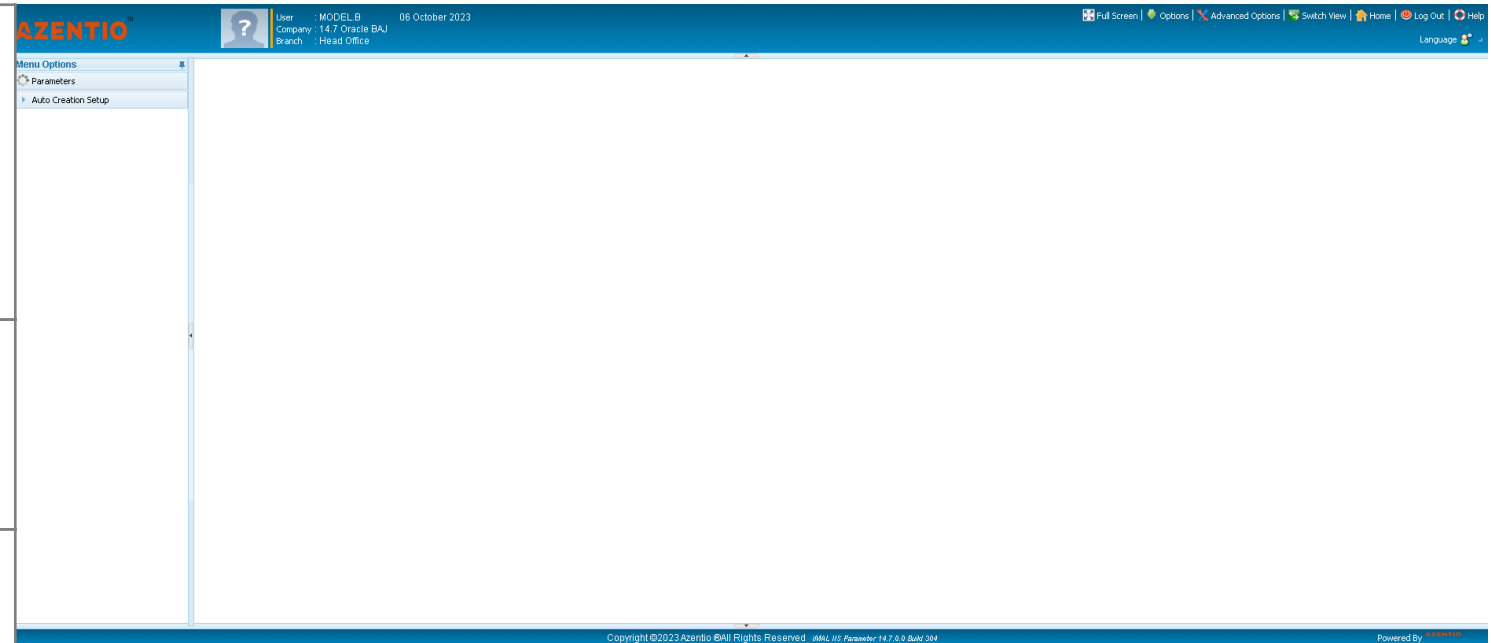 AZENTIO™
User : MODEL.B 06 October 2023
Company : 14.7 Oracle BAJ
Branch : Head Office
Full Screen | Options | Advanced Options | Switch View | Home | Log Out | Help
Language
Menu Options
Parameters
Auto Creation Setup
Copyright ©2023 Azentio ®All Rights Reserved iMAL IIS Parameter 14.7.0.0 Build 304
Powered By AZENTIO